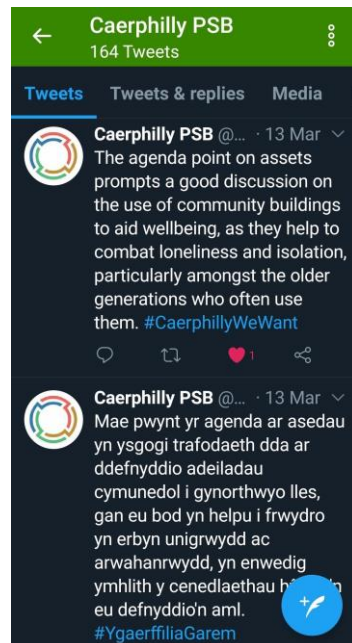 Caerphilly PSB
164 Tweets
Tweets Tweets & replies Media
Caerphilly PSB @... · 13 Mar
The agenda point on assets
prompts a good discussion on
the use of community buildings
to aid wellbeing, as they help to
combat loneliness and isolation,
particularly amongst the older
generations who often use
them. #CaerphillyWeWant
1
Caerphilly PSB @... · 13 Mar
Mae pwynt yr agenda ar asedau
yn ysgogi trafodaeth dda ar
ddefnyddio adeiladau
cymunedol i gynorthwyo lles,
gan eu bod yn helpu i frwydro
yn erbyn unigrwydd ac
arwahanrwydd, yn enwedig
ymhlith y cenedlaethau
eu defnyddio'n aml.
#YgaerffiliaGarem